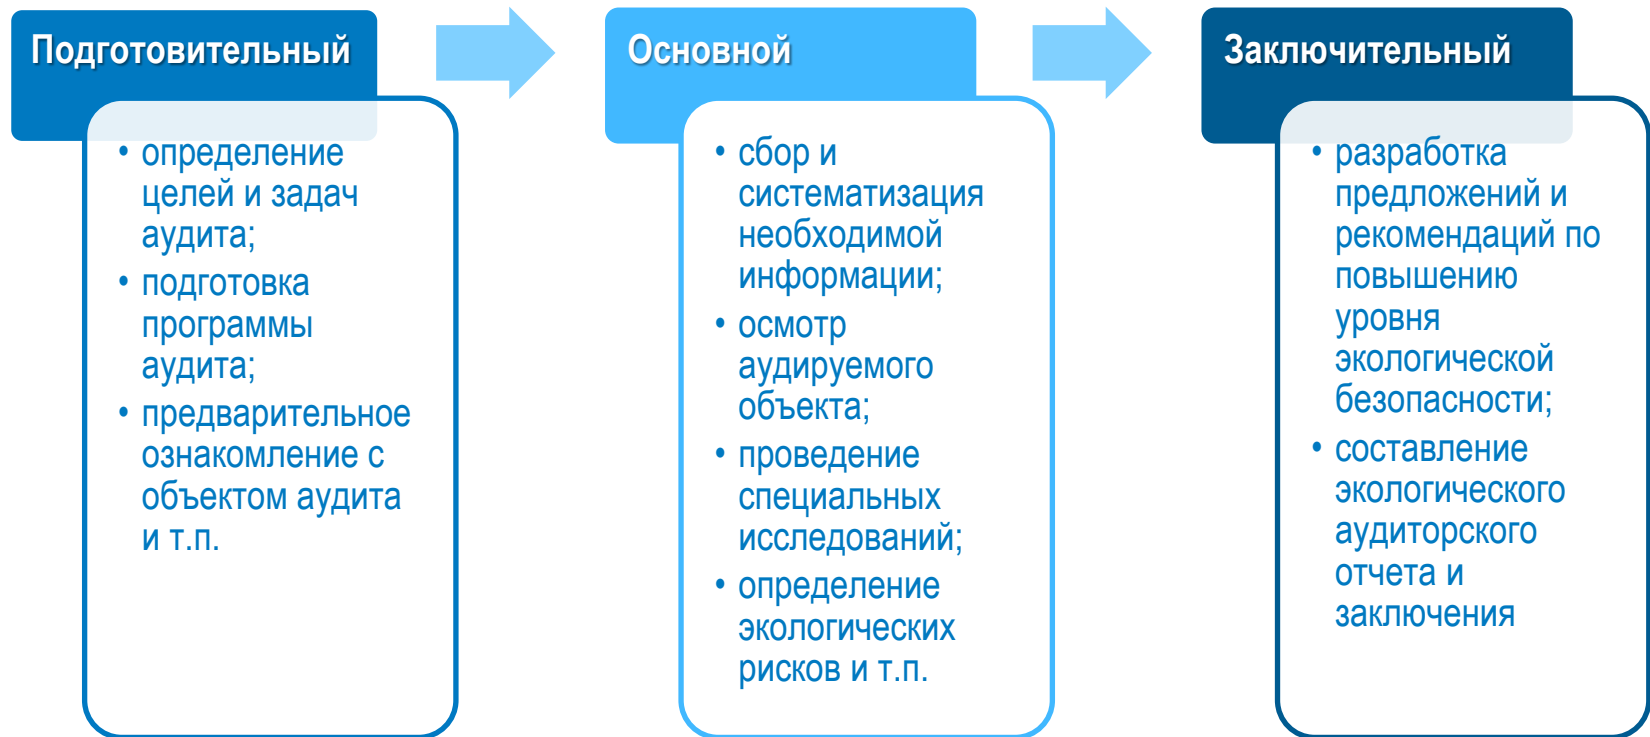 Подготовительный
• определение
целей и задач
аудита;
• подготовка
программы
аудита;
• предварительное
ознакомление с
объектом аудита
и т.п.
Основной
• сбор и
систематизация
необходимой
информации;
• осмотр
аудируемого
объекта;
• проведение
специальных
исследований;
• определение
экологических
рисков и т.п.
Заключительный
• разработка
предложений и
рекомендаций по
повышению
уровня
экологической
безопасности;
• составление
экологического
аудиторского
отчета и
заключения